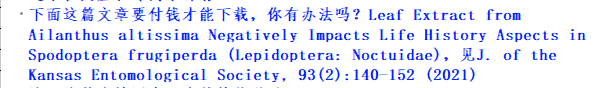 ·下面这篇文章要付钱才能下载，你有办法吗？Leaf Extract from
Ailanthus altissima Negatively Impacts Life History Aspects in
Spodoptera frugiperda (Lepidoptera: Noctuidae)，见J. of the
Kansas Entomological Society, 93(2):140-152 (2021)